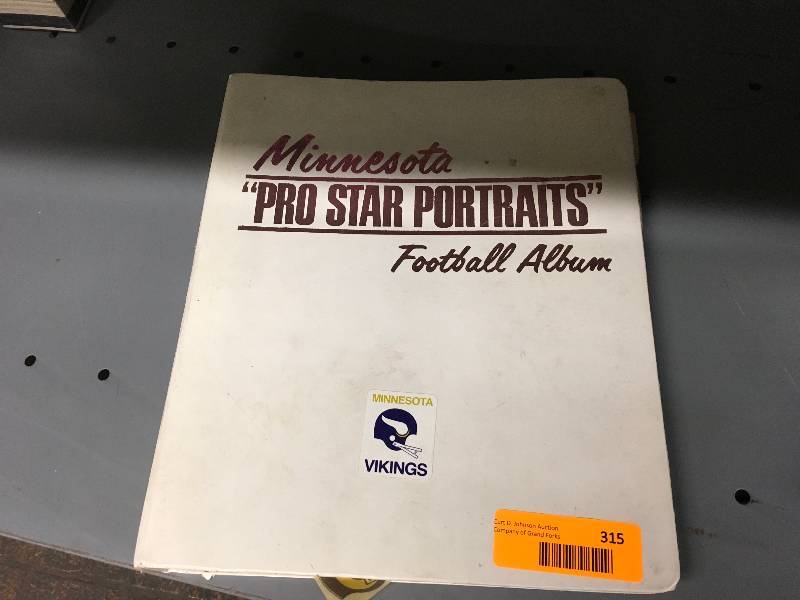 Minnesota
"PRO STAR PORTRAITS"
Football Album
MINNESOTA
VIKINGS
Curt D. Johnson Auction
Company of Grand Forks
315